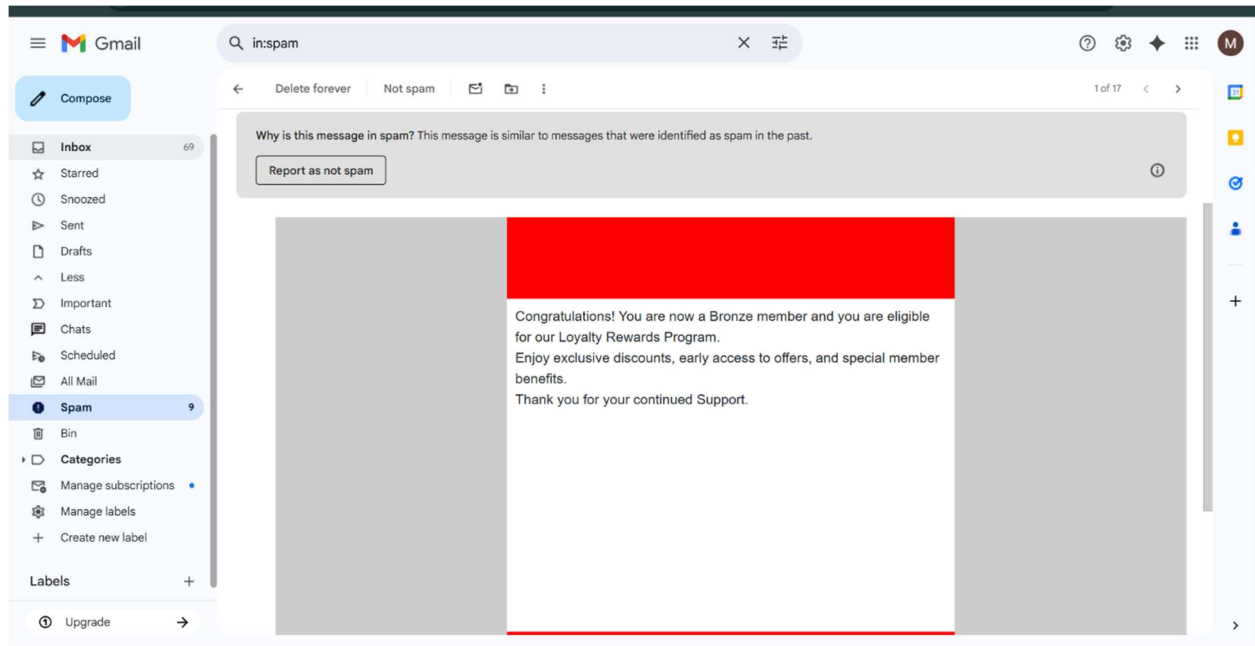 Gmail
in:spam
M
Compose
Delete forever
Not spam
1 of 17
31
Why is this message in spam? This message is similar to messages that were identified as spam in the past.
Report as not spam
Inbox 69
Starred
Snoozed
Sent
Drafts
Less
Important
Chats
Scheduled
All Mail
Spam 9
Bin
Categories
Manage subscriptions
Manage labels
Create new label
Labels
1 Upgrade
Congratulations! You are now a Bronze member and you are eligible
for our Loyalty Rewards Program.
Enjoy exclusive discounts, early access to offers, and special member
benefits.
Thank you for your continued Support.